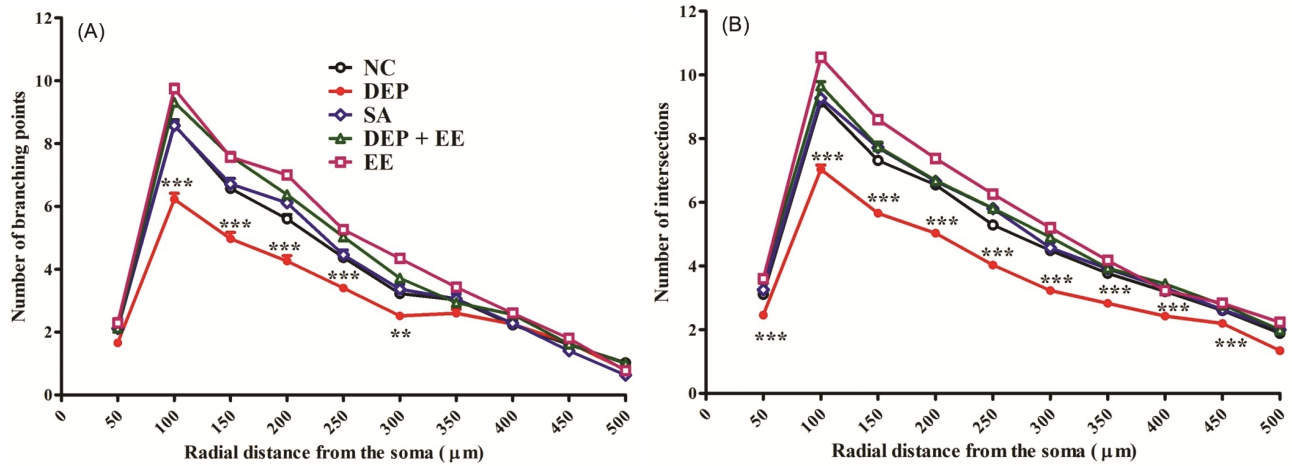 (A)
Number of branching points
12
10
8
6
4
2
0
0 50 100 150 200 250 300 350 400 450 500
Radial distance from the soma ( μm)
NC
DEP
SA
DEP + EE
EE
***
***
***
***
**
(B)
Number of intersections
12
10
8
6
4
2
0
0 50 100 150 200 250 300 350 400 450 500
Radial distance from the soma ( μm)
***
***
***
***
***
***
***
***
***